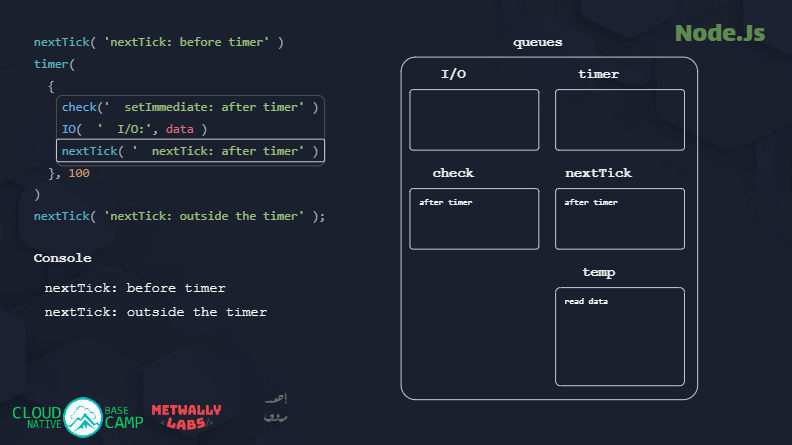 Node.Js
nextTick( 'nextTick: before timer' )
timer(
{
check(' setImmediate: after timer' )
IO( ' I/O:', data )
nextTick( ' nextTick: after timer' )
}, 100
)
nextTick( 'nextTick: outside the timer' );
Console
nextTick: before timer
nextTick: outside the timer
queues
I/O
timer
check
nextTick
after timer
after timer
temp
read data
CLOUD NATIVE
BASE CAMP
METWALLY
<LABS/>
أحمد